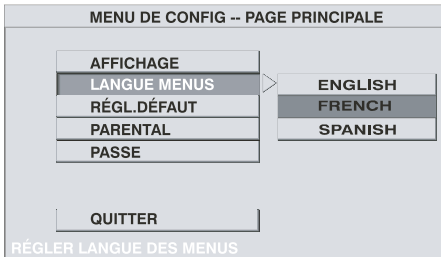 MENU DE CONFIG -- PAGE PRINCIPALE
AFFICHAGE
LANGUE MENUS
RÉGL.DÉFAUT
PARENTAL
PASSE
ENGLISH
FRENCH
SPANISH
QUITTER
RÉGLER LANGUE DES MENUS